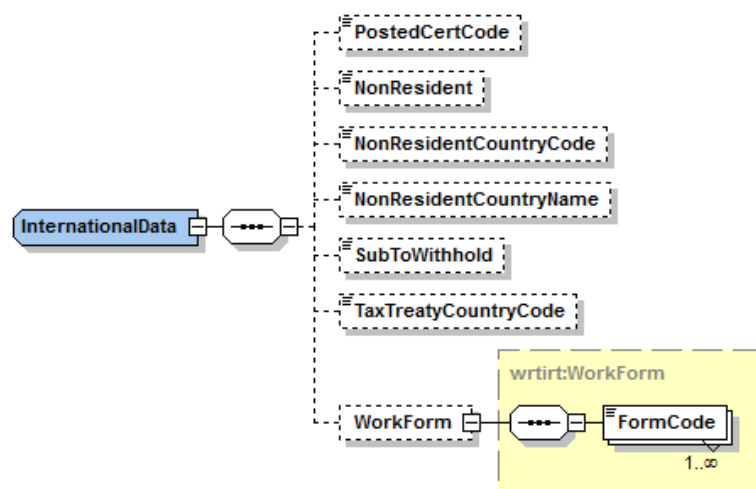 PostedCertCode
NonResident
NonResidentCountryCode
NonResidentCountryName
InternationalData
SubToWithhold
TaxTreatyCountryCode
wrtirt:WorkForm
WorkForm
FormCode
1..∞